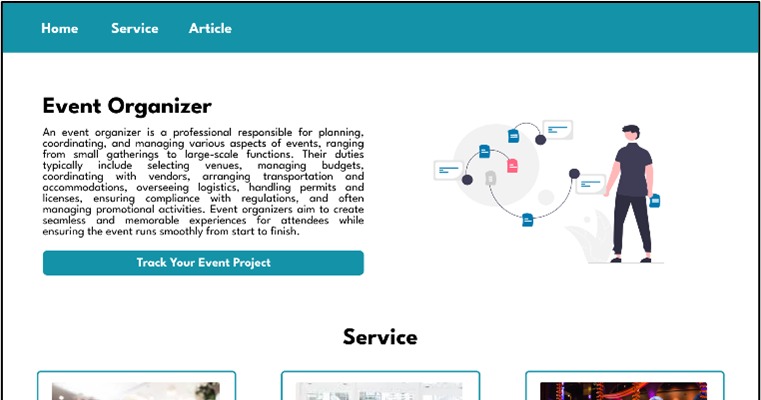 Home Service Article
Event Organizer
An event organizer is a professional responsible for planning,
coordinating, and managing various aspects of events, ranging
from small gatherings to large-scale functions. Their duties
typically include selecting venues, managing budgets,
coordinating with vendors, arranging transportation and
accommodations, overseeing logistics, handling permits and
licenses, ensuring compliance with regulations, and often
managing promotional activities. Event organizers aim to create
seamless and memorable experiences for attendees while
ensuring the event runs smoothly from start to finish.
Track Your Event Project
Service